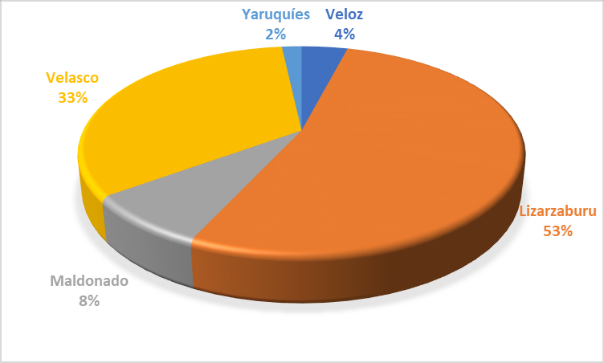 Yaruquíes
2%
Veloz
4%
Velasco
33%
Lizarzaburu
53%
Maldonado
8%